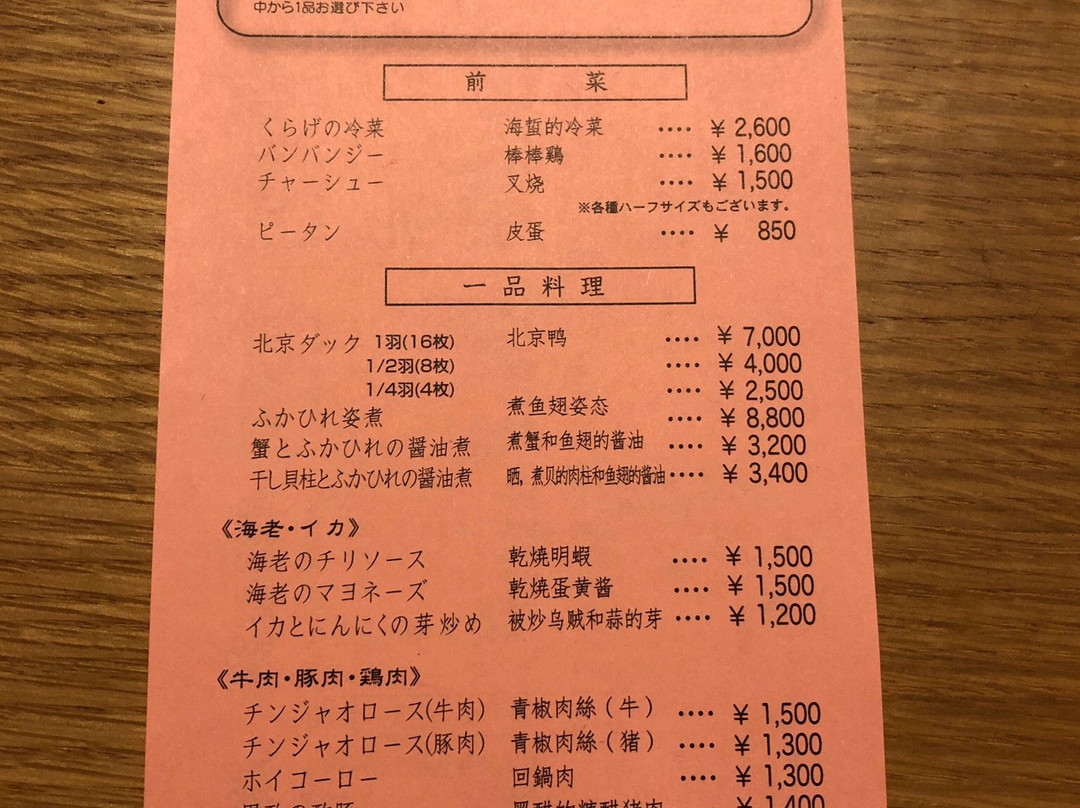 中から1品お選び下さい
前菜
くらげの冷菜 海蜇的冷菜 ････ ¥ 2,600
バンバンジー 棒棒鶏 ････ ¥ 1,600
チャーシュー 叉烧 ････ ¥ 1,500
※各種ハーフサイズもございます。
ピータン 皮蛋 ････ ¥ 850
一品料理
北京ダック 1羽(16枚) 北京鸭 ････ ¥ 7,000
1/2羽(8枚) ････ ¥ 4,000
1/4羽(4枚) ････ ¥ 2,500
ふかひれ姿煮 煮鱼翅姿态 ････ ¥ 8,800
蟹とふかひれの醤油煮 煮蟹和鱼翅的酱油 ････ ¥ 3,200
干し貝柱とふかひれの醤油煮 晒，煮贝的肉柱和鱼翅的酱油････ ¥ 3,400
《海老・イカ》
海老のチリソース 乾焼明蝦 ････ ¥ 1,500
海老のマヨネーズ 乾焼蛋黄醬 ････ ¥ 1,500
イカとにんにくの芽炒め 被炒乌贼和蒜的芽 ････ ¥ 1,200
《牛肉・豚肉・鶏肉》
チンジャオロース(牛肉) 青椒肉絲(牛) ････ ¥ 1,500
チンジャオロース(豚肉) 青椒肉絲(猪) ････ ¥ 1,300
ホイコーロー 回鍋肉 ････ ¥ 1,300
¥ 1,400